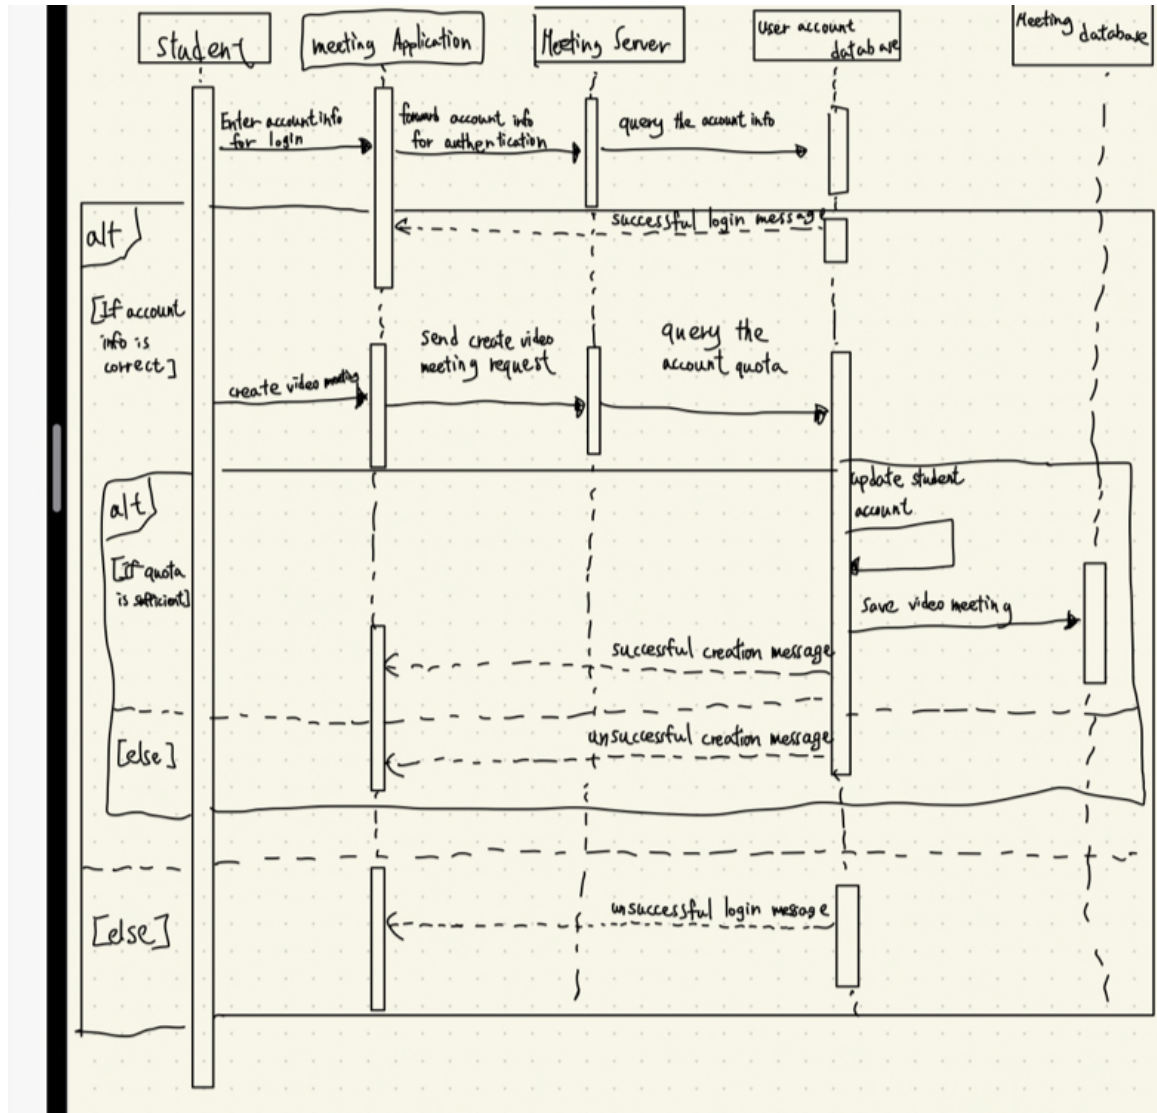 Student
meeting Application
Meeting Server
User account
database
Meeting
database
Enter account info
for login
forward account info
for authentication
query the account info
alt
successful login message
[If account
info is
correct]
create video meeting
send create video
meeting request
query the
account quota
alt
[If quota
is sufficient]
update student
account
save video meeting
successful creation message
[else]
unsuccessful creation message
[else]
unsuccessful login message